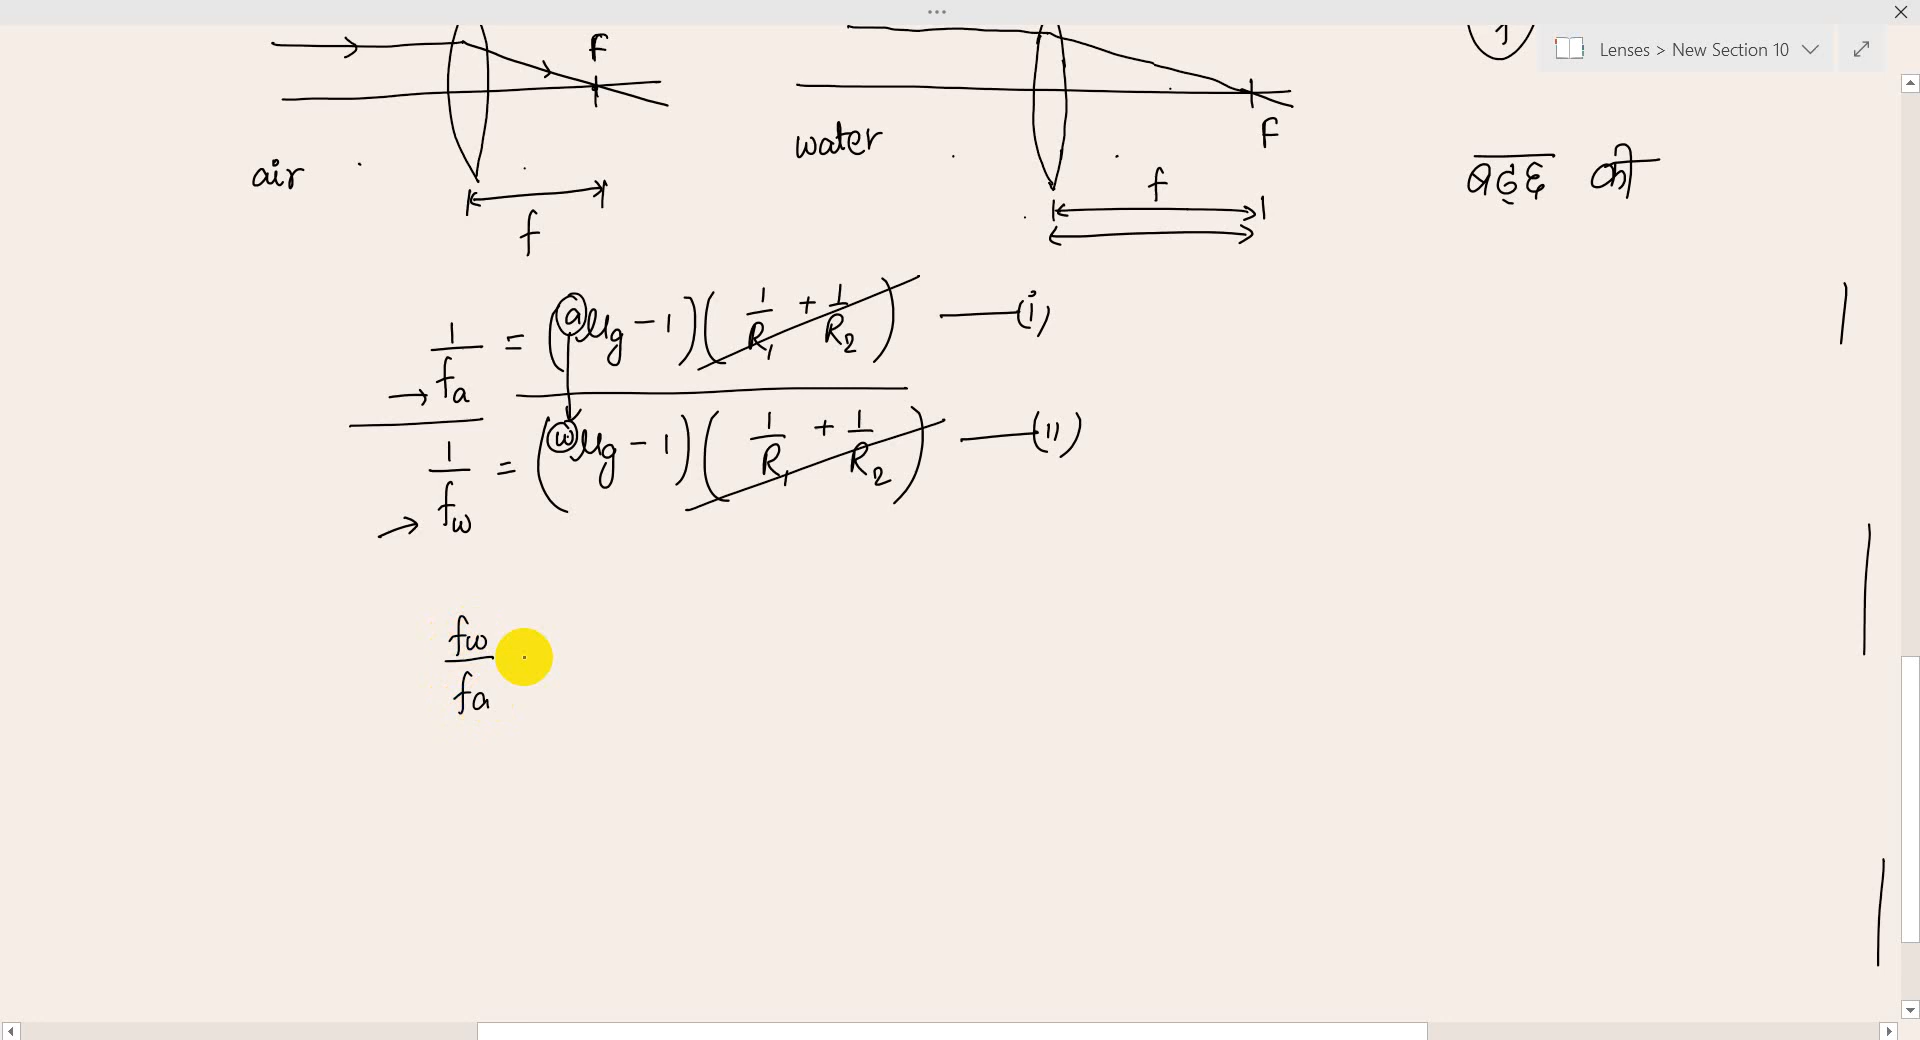 Lenses > New Section 10
F
F
air
water
की
f
f
1/fa = (aμg - 1)(1/R1 + 1/R2) —(i)
1/fw = (wμg - 1)(1/R1 + 1/R2) —(ii)
fw/fa